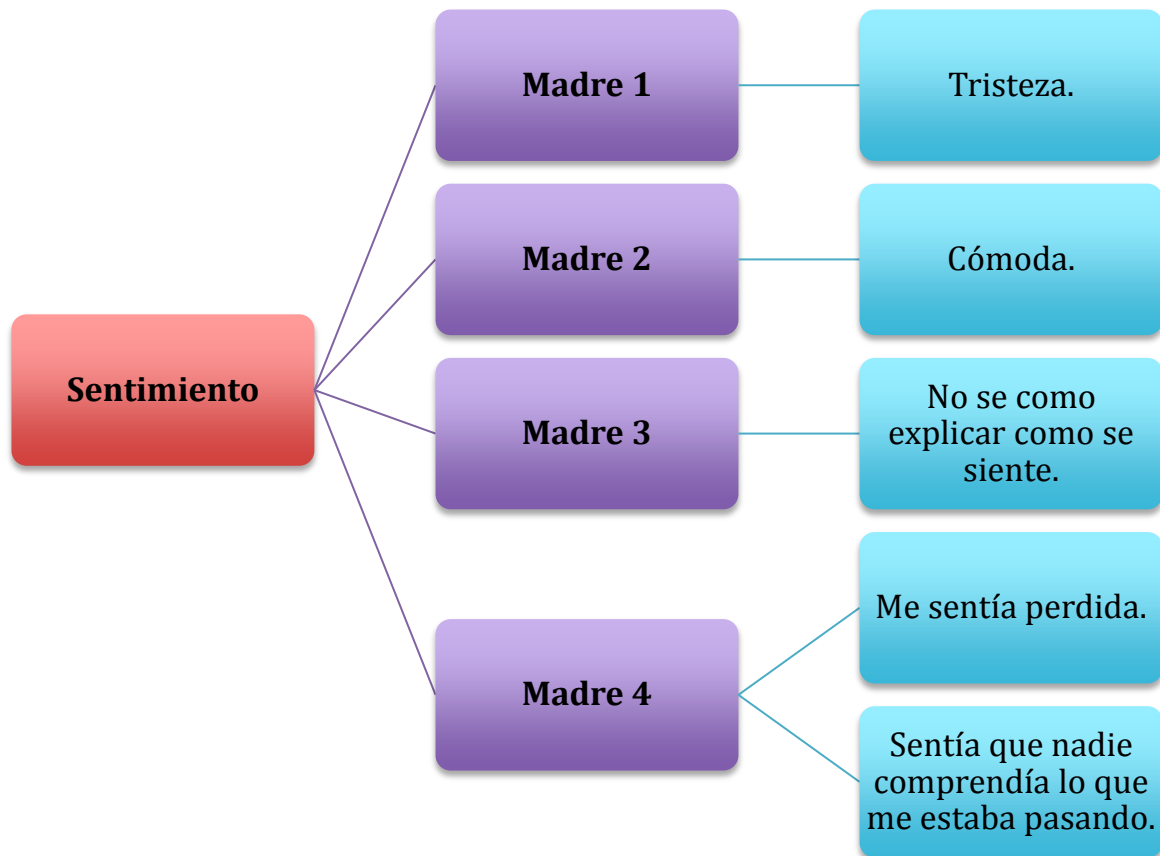 Sentimiento
Madre 1
Tristeza.
Madre 2
Cómoda.
Madre 3
No se como
explicar como se
siente.
Madre 4
Me sentía perdida.
Sentía que nadie
comprendía lo que
me estaba pasando.